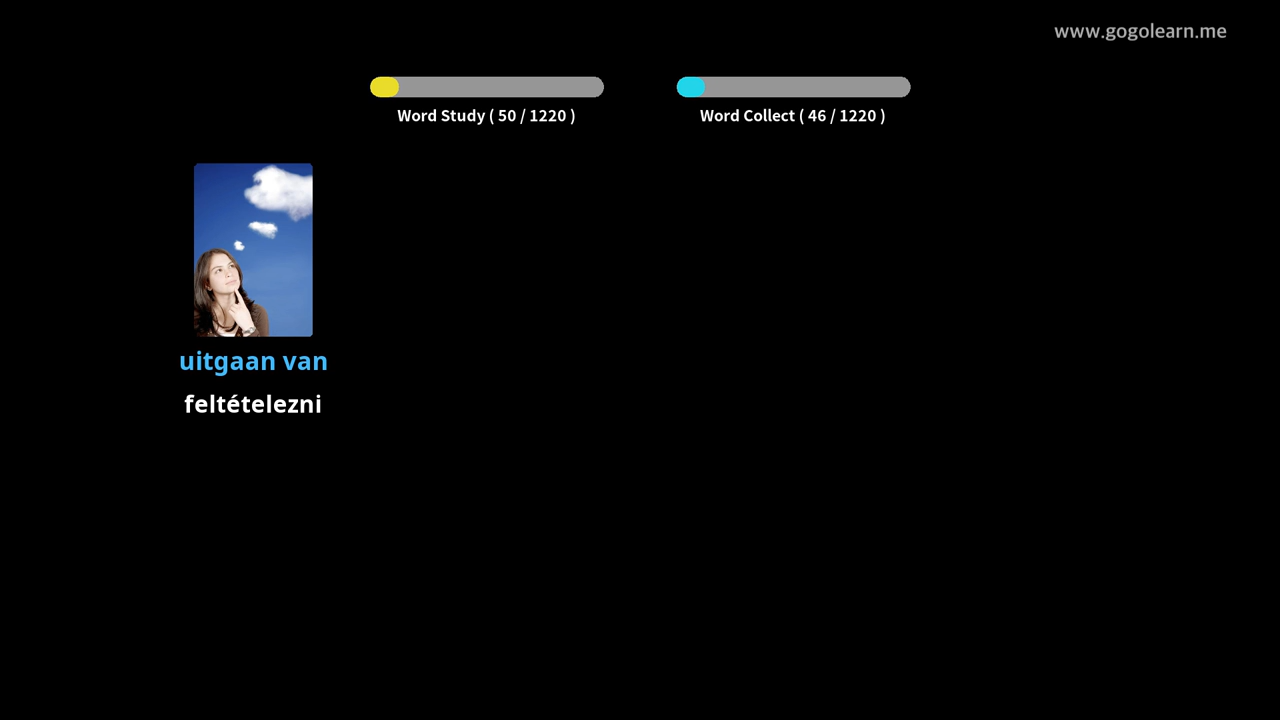 www.gogolearn.me
Word Study ( 50 / 1220 )
Word Collect ( 46 / 1220 )
uitgaan van
feltételezni